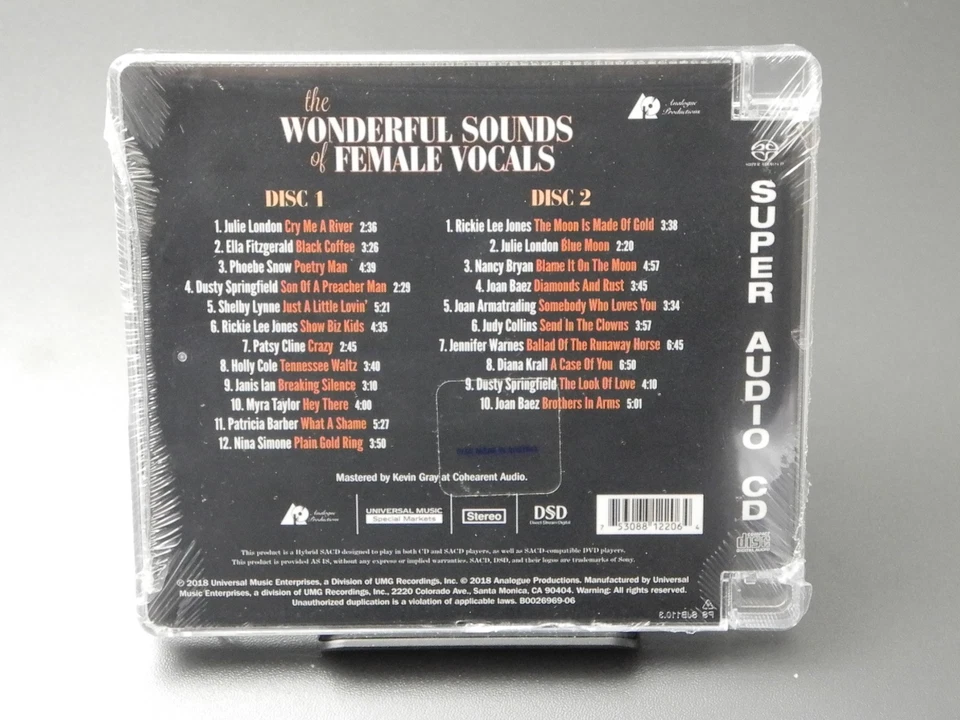 the
WONDERFUL SOUNDS
of FEMALE VOCALS
Analogue
Productions
DISC 1
1. Julie London Cry Me A River 2:36
2. Ella Fitzgerald Black Coffee 3:26
3. Phoebe Snow Poetry Man 4:39
4. Dusty Springfield Son Of A Preacher Man 2:29
5. Shelby Lynne Just A Little Lovin' 5:21
6. Rickie Lee Jones Show Biz Kids 4:35
7. Patsy Cline Crazy 2:45
8. Holly Cole Tennessee Waltz 3:40
9. Janis Ian Breaking Silence 3:18
10. Myra Taylor Hey There 4:00
11. Patricia Barber What A Shame 5:27
12. Nina Simone Plain Gold Ring 3:50
DISC 2
1. Rickie Lee Jones The Moon Is Made Of Gold 3:38
2. Julie London Blue Moon 2:20
3. Nancy Bryan Blame It On The Moon 4:57
4. Joan Baez Diamonds And Rust 3:45
5. Joan Armatrading Somebody Who Loves You 3:34
6. Judy Collins Send In The Clowns 3:57
7. Jennifer Warnes Ballad Of The Runaway Horse 6:45
8. Diana Krall A Case Of You 6:50
9. Dusty Springfield The Look Of Love 4:10
10. Joan Baez Brothers In Arms 5:01
Mastered by Kevin Gray at Cohearent Audio.
Analogue
Productions
UNIVERSAL MUSIC
Special Markets
Stereo
DSD
Direct Stream Digital
7 53088 12206 4
This product is a Hybrid SACD designed to play in both CD and SACD players, as well as SACD-compatible DVD players.
This product is provided AS IS, without any express or implied warranties. SACD, DSD, and their logos are trademarks of Sony.
℗ 2018 Universal Music Enterprises, a Division of UMG Recordings, Inc. © 2018 Analogue Productions. Manufactured by Universal
Music Enterprises, a division of UMG Recordings, Inc., 2220 Colorado Ave., Santa Monica, CA 90404. Warning: All rights reserved.
Unauthorized duplication is a violation of applicable laws. B0026969-06
SUPER AUDIO CD
disc